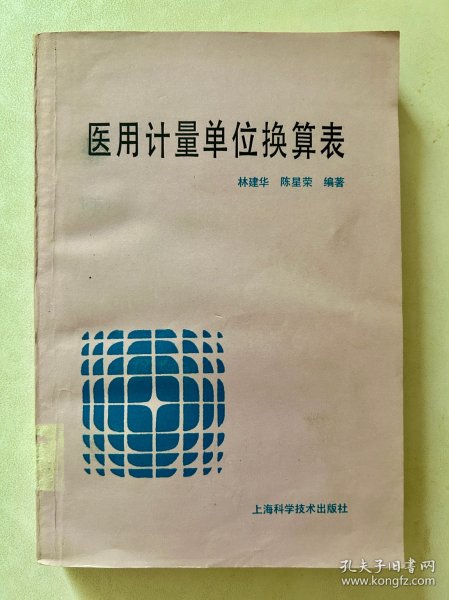 医用计量单位换算表
林建华 陈星荣 编著
上海科学技术出版社
孔夫子旧书网
www.kongfz.com